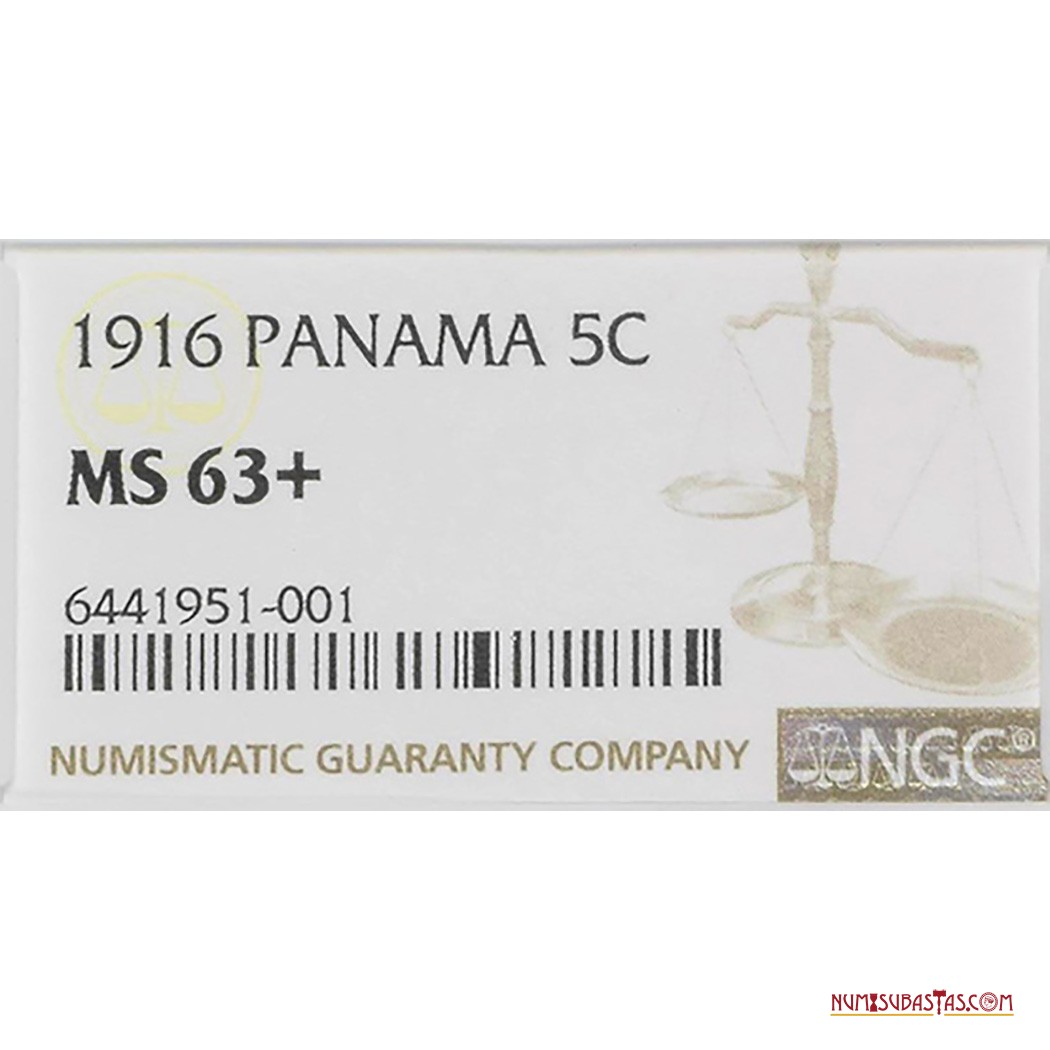 1916 PANAMA 5C
MS 63+
6441951-001
NUMISMATIC GUARANTY COMPANY
NGC®
NUMISUBASTAS.COM